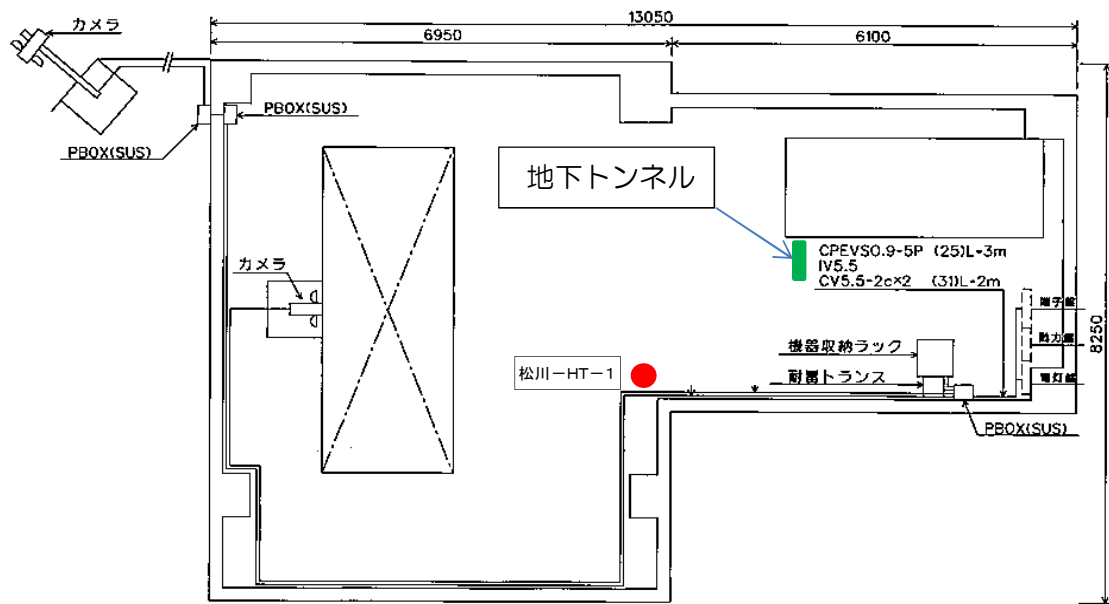 カメラ
13050
6950
6100
PBOX(SUS)
PBOX(SUS)
地下トンネル
CPEVS0.9-5P (25)L-3m
IV5.5
CV5.5-2c×2 (31)L-2m
カメラ
端子盤
動力盤
電灯盤
8250
機器収納ラック
耐雷トランス
松川ーHTー1
PBOX(SUS)